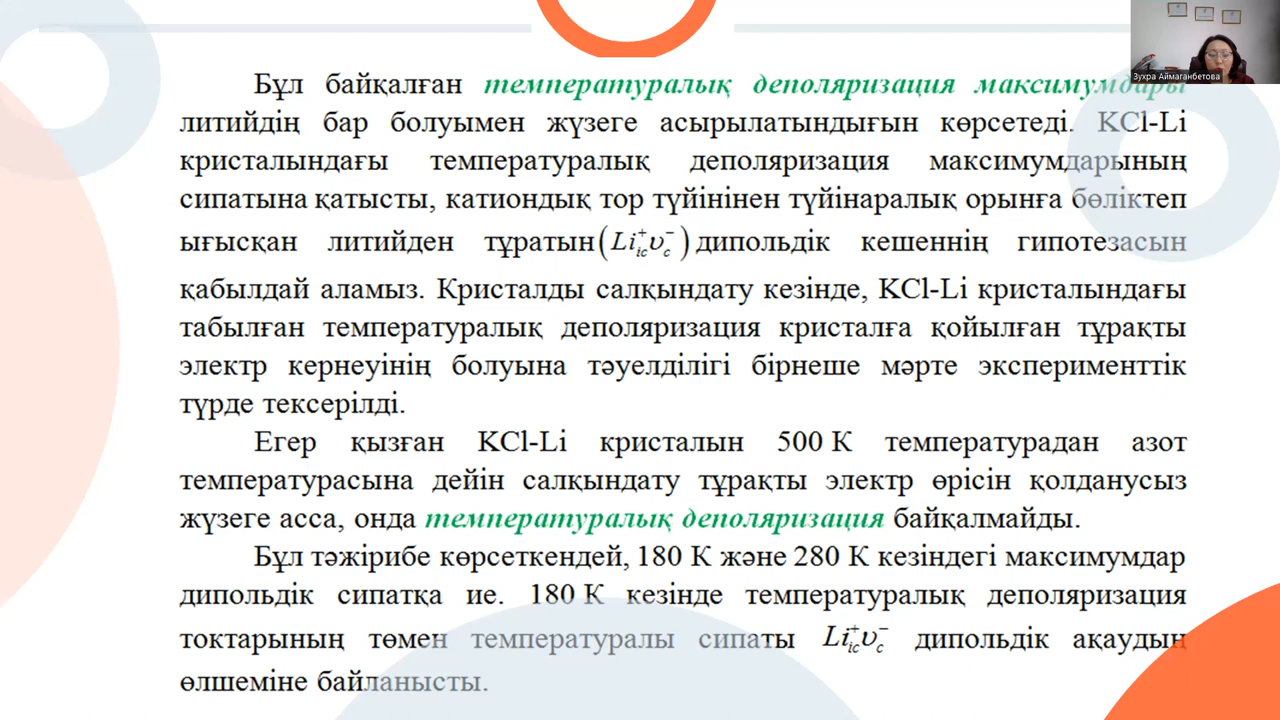 Зухра Аймаганбетова
Бұл байқалған температуралық деполяризация максимумдары
литийдің бар болуымен жүзеге асырылатындығын көрсетеді. KCl-Li
кристалындағы температуралық деполяризация максимумдарының
сипатына қатысты, катиондық тор түйінінен түйінаралық орынға бөліктеп
ығысқан литийден тұратын (Li⁺ᵢc υ⁻c) дипольдік кешеннің гипотезасын
қабылдай аламыз. Кристалды салқындату кезінде, KCl-Li кристалындағы
табылған температуралық деполяризация кристалға қойылған тұрақты
электр кернеуінің болуына тәуелділігі бірнеше мәрте эксперименттік
түрде тексерілді.
Егер қызған KCl-Li кристалын 500 К температурадан азот
температурасына дейін салқындату тұрақты электр өрісін қолданусыз
жүзеге асса, онда температуралық деполяризация байқалмайды.
Бұл тәжірибе көрсеткендей, 180 К және 280 К кезіндегі максимумдар
дипольдік сипатқа ие. 180 К кезінде температуралық деполяризация
токтарының төмен температуралы сипаты Li⁺ᵢc υ⁻c дипольдік ақаудың
өлшеміне байланысты.